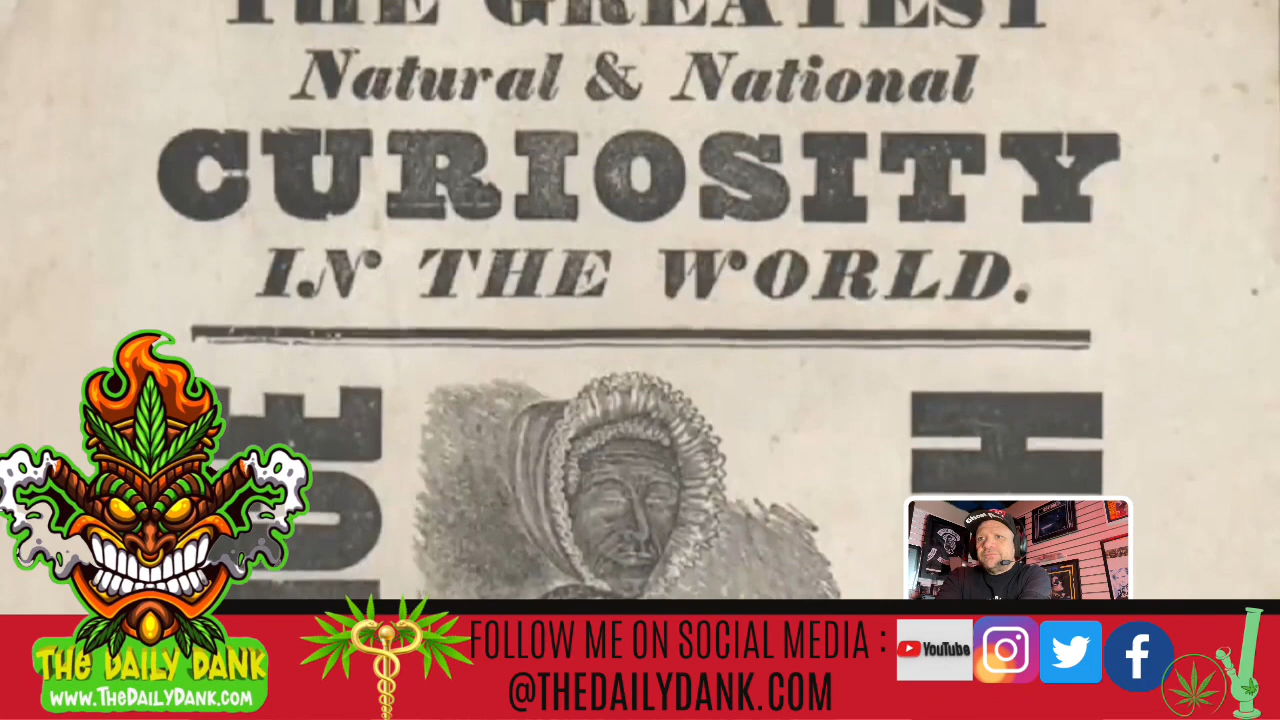 THE GREATEST
Natural & National
CURIOSITY
IN THE WORLD.
THE DAILY DANK
www.THEDAILYDANK.COM
FOLLOW ME ON SOCIAL MEDIA :
@THEDAILYDANK.COM
YouTube